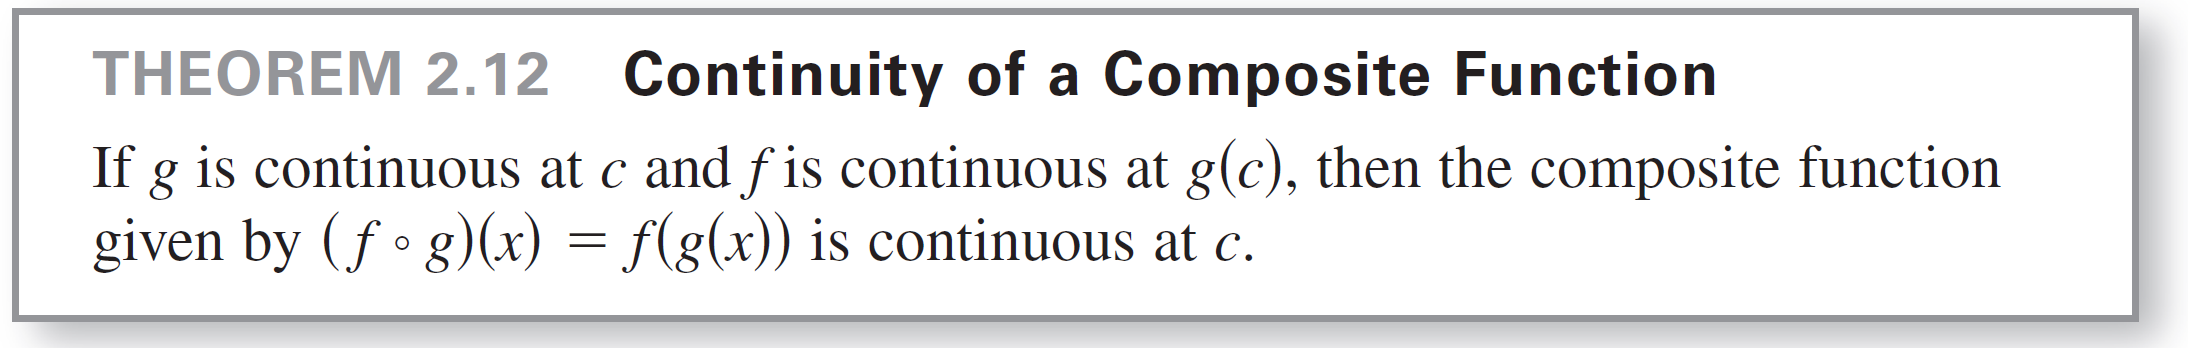 THEOREM 2.12 Continuity of a Composite Function
If g is continuous at c and f is continuous at g(c), then the composite function
given by (f ∘ g)(x) = f(g(x)) is continuous at c.